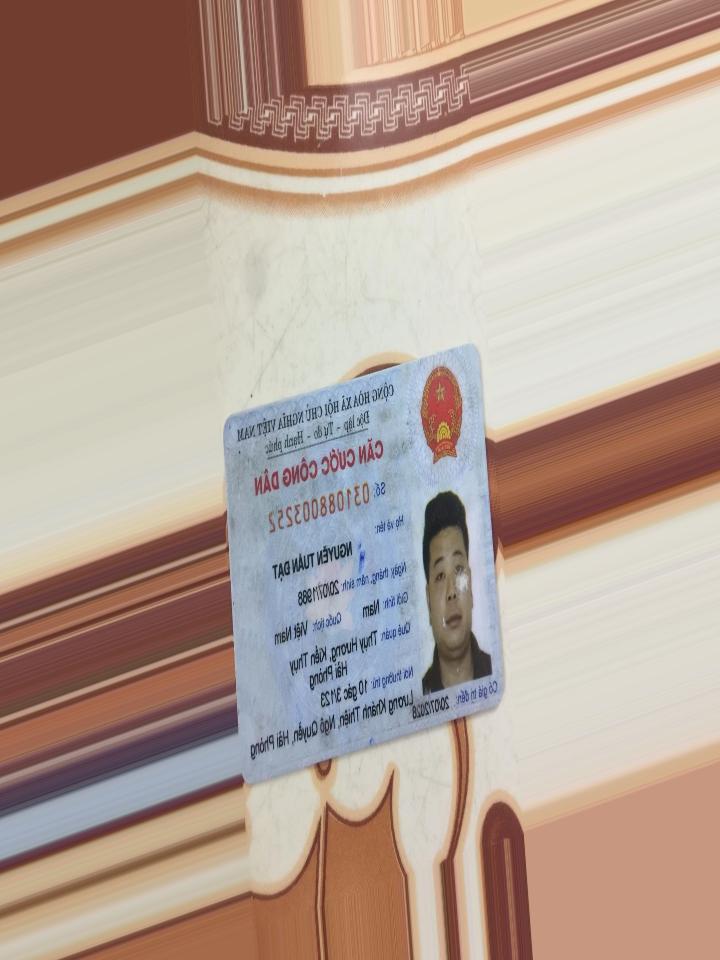 CỘNG HÒA XÃ HỘI CHỦ NGHĨA VIỆT NAM
Độc lập - Tự do - Hạnh phúc
CĂN CƯỚC CÔNG DÂN
Số: 031088003252
Họ và tên:
NGUYỄN TUẤN ĐẠT
Ngày, tháng, năm sinh: 20/07/1988
Giới tính: Nam Quốc tịch: Việt Nam
Quê quán: Thụy Hương, Kiến Thụy
Hải Phòng
Nơi thường trú: 10 gác 3/123
Lương Khánh Thiện, Ngô Quyền, Hải Phòng
Có giá trị đến: 20/07/2028